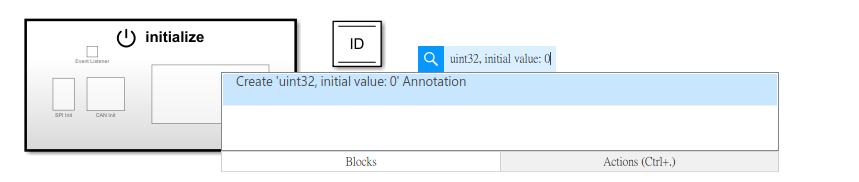 initialize
Event Listener
SPI Init
CAN Init
ID
uint32, initial value: 0
Create 'uint32, initial value: 0' Annotation
Blocks
Actions (Ctrl+.)